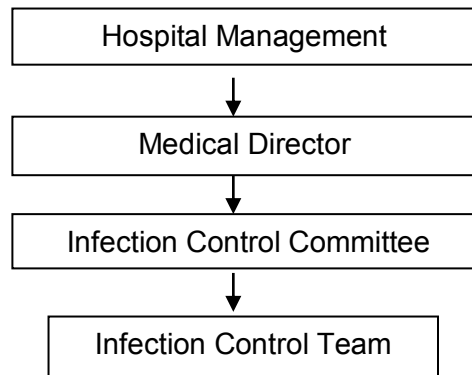 Hospital Management
Medical Director
Infection Control Committee
Infection Control Team